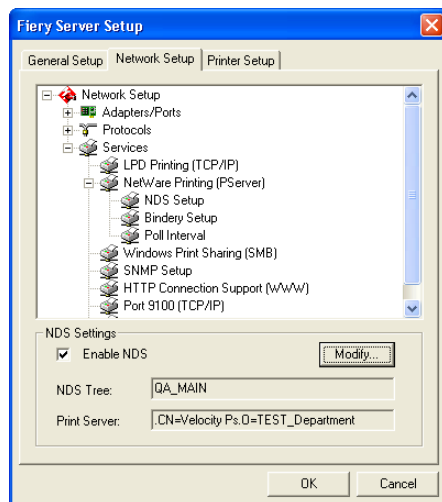 Fiery Server Setup
General Setup Network Setup Printer Setup
Network Setup
Adapters/Ports
Protocols
Services
LPD Printing (TCP/IP)
NetWare Printing (PServer)
NDS Setup
Bindery Setup
Poll Interval
Windows Print Sharing (SMB)
SNMP Setup
HTTP Connection Support (WWW)
Port 9100 (TCP/IP)
NDS Settings
Enable NDS Modify...
NDS Tree: QA_MAIN
Print Server: .CN=Velocity Ps.O=TEST_Department
OK Cancel